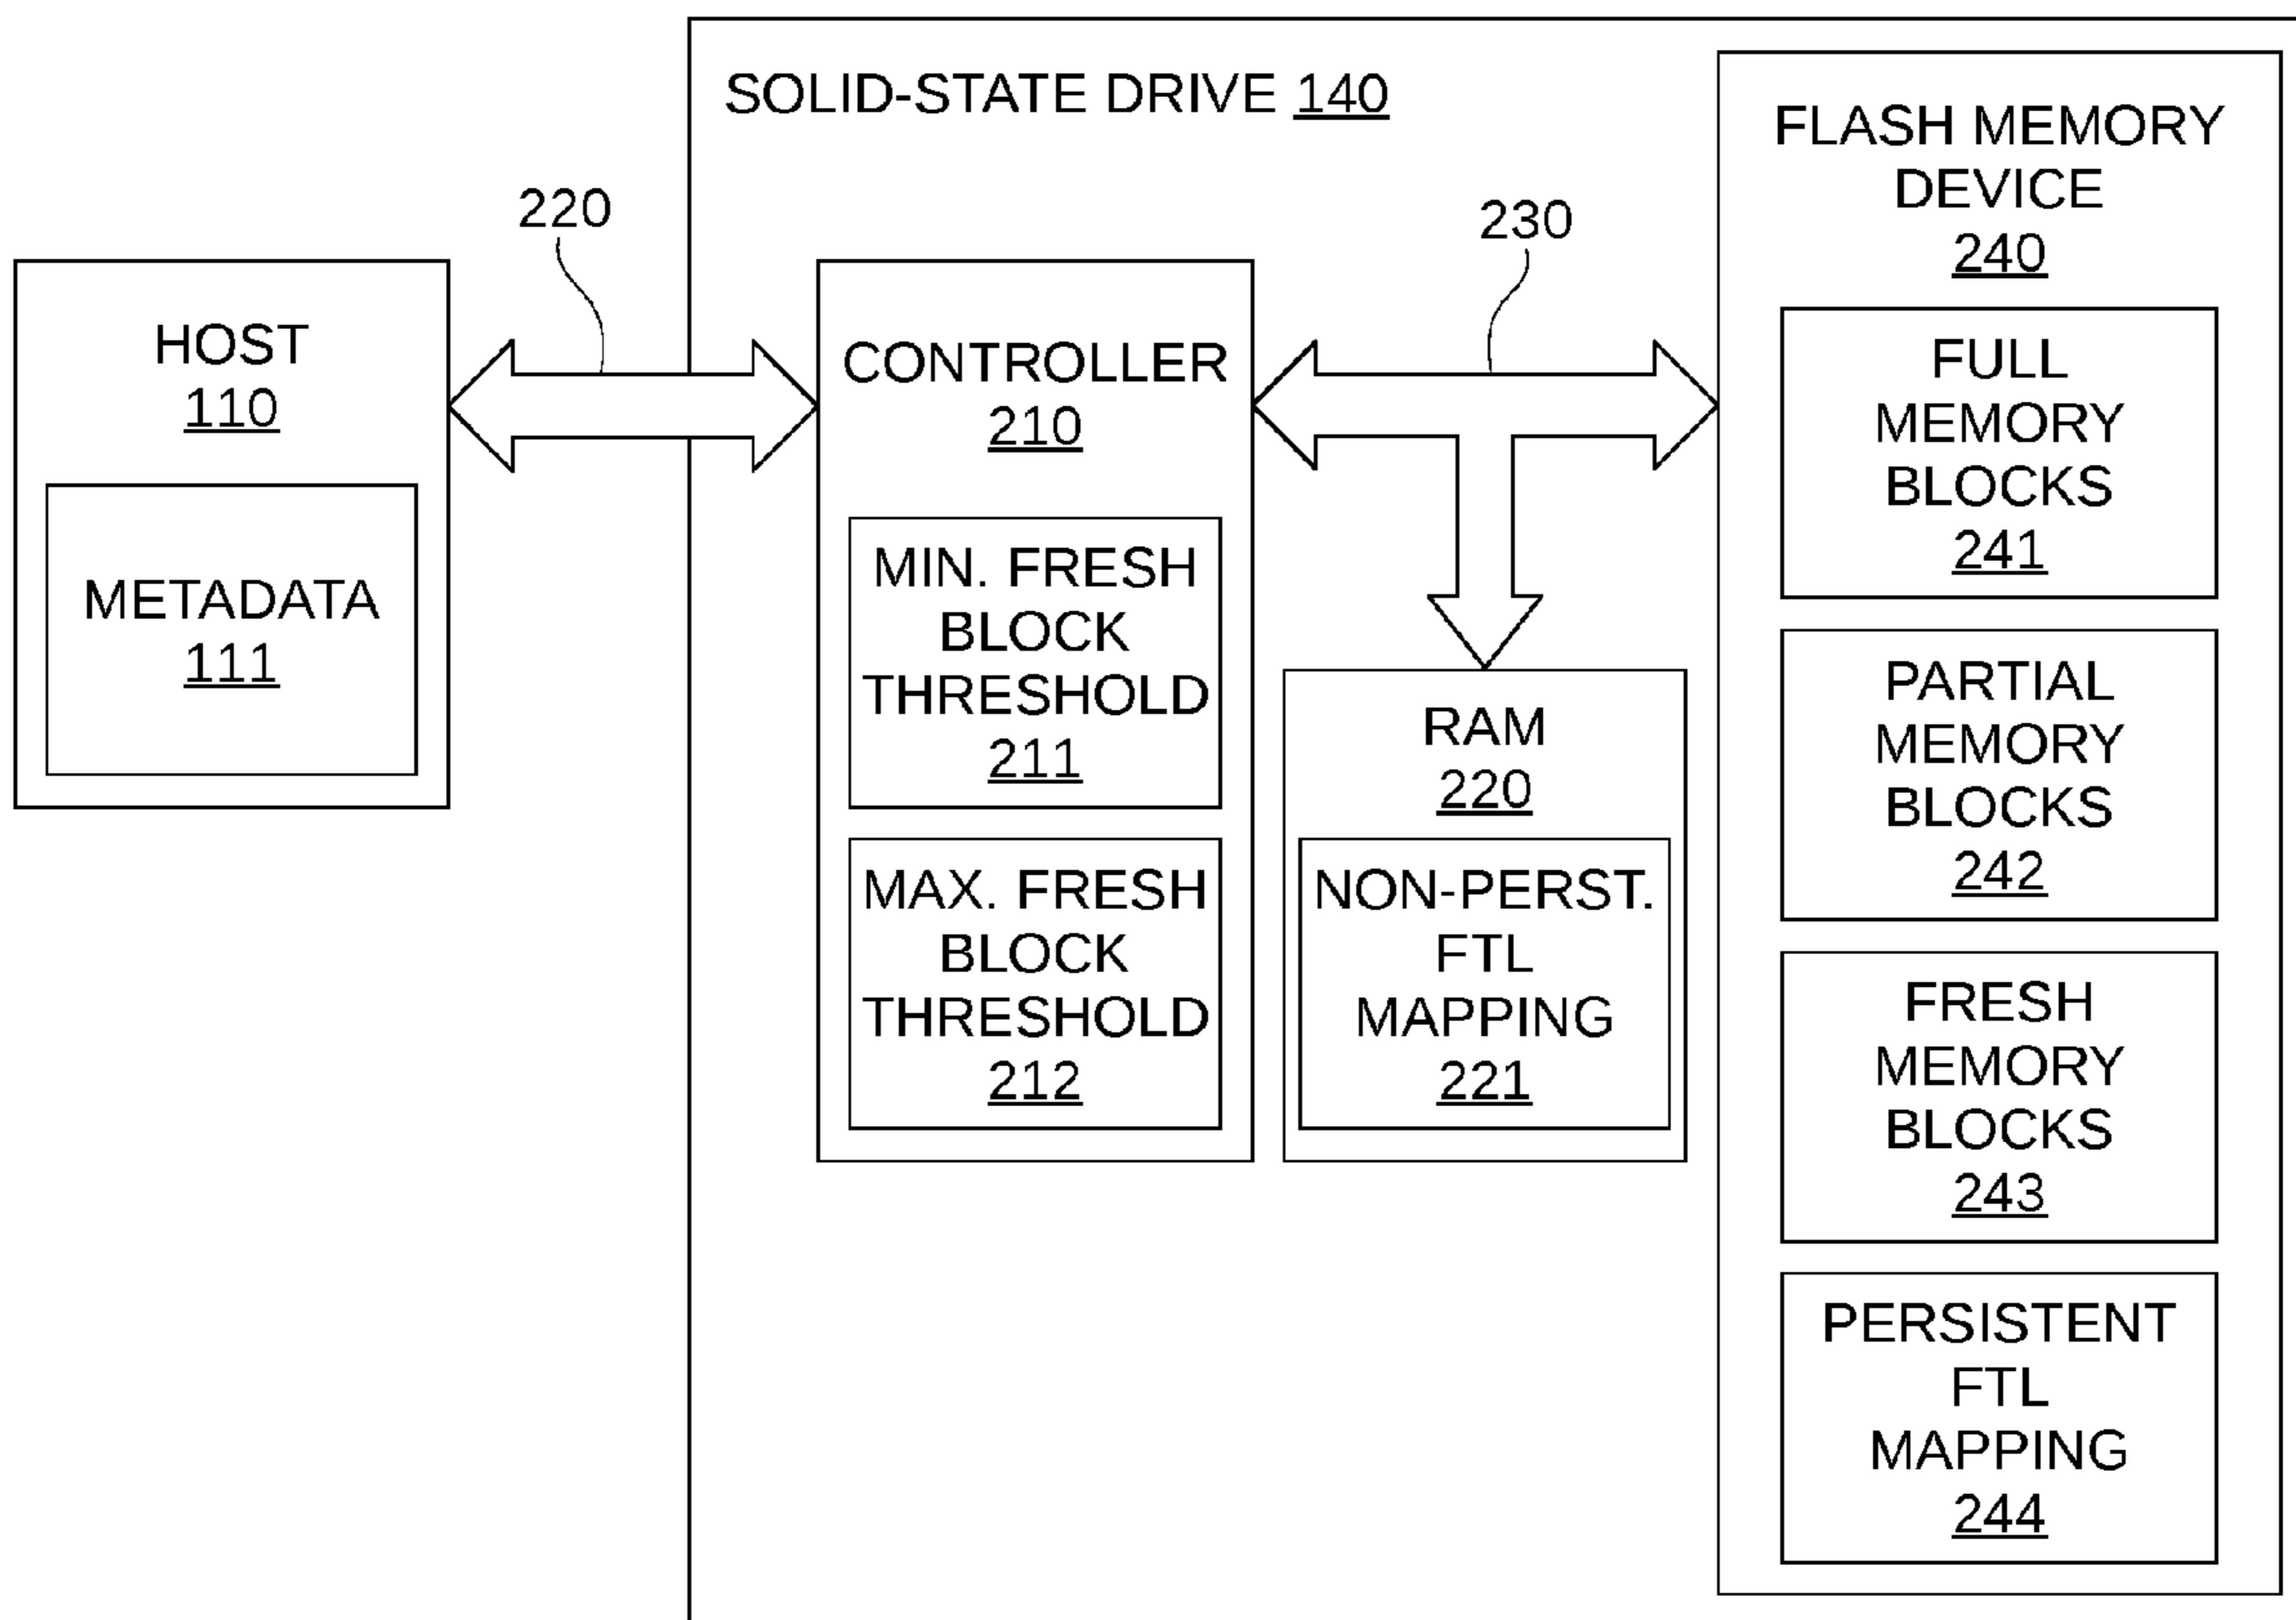 SOLID-STATE DRIVE 140
220
HOST
110
METADATA
111
CONTROLLER
210
MIN. FRESH
BLOCK
THRESHOLD
211
MAX. FRESH
BLOCK
THRESHOLD
212
230
RAM
220
NON-PERST.
FTL
MAPPING
221
FLASH MEMORY
DEVICE
240
FULL
MEMORY
BLOCKS
241
PARTIAL
MEMORY
BLOCKS
242
FRESH
MEMORY
BLOCKS
243
PERSISTENT
FTL
MAPPING
244